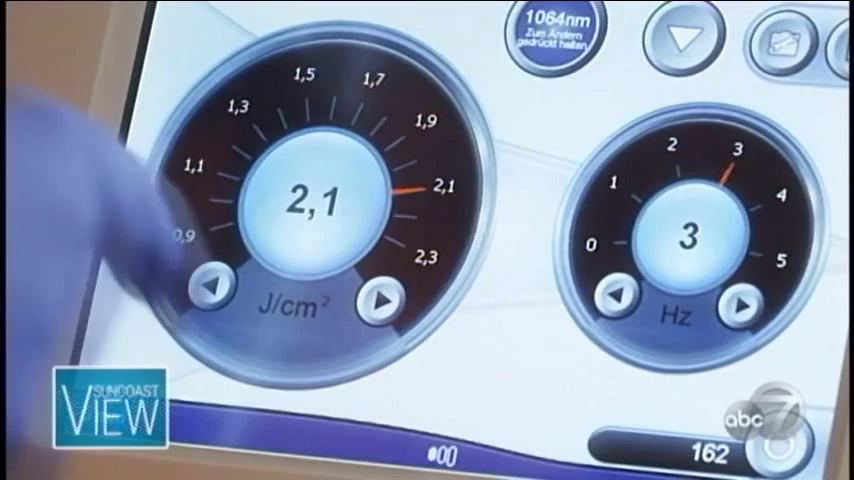 1064nm
Zum Ändern
gedrückt halten
0,9
1,1
1,3
1,5
1,7
1,9
2,1
2,3
2,1
J/cm²
0
1
2
3
4
5
3
Hz
162
SUNCOAST
VIEW
abc 7